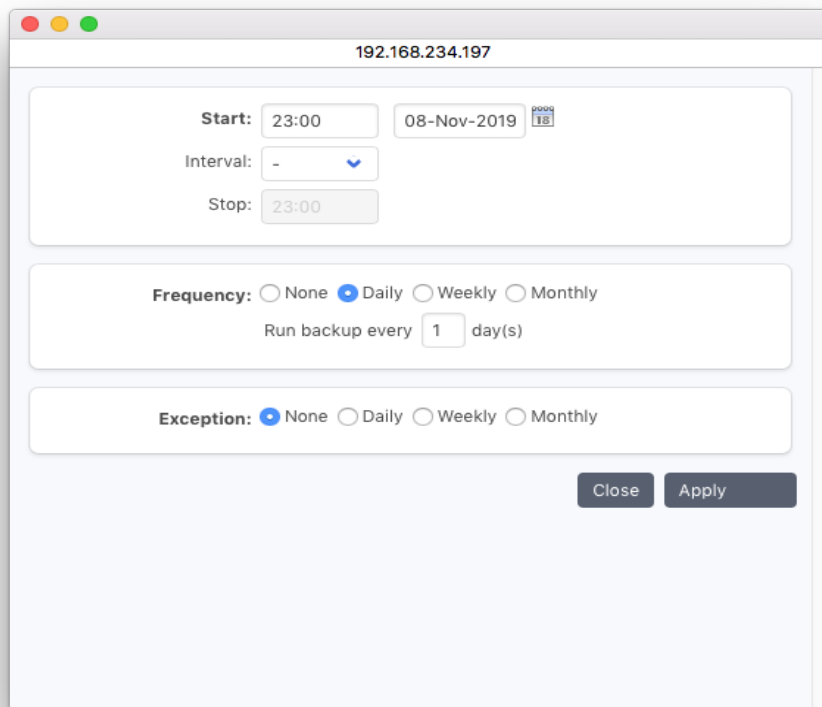 192.168.234.197
Start: 23:00 08-Nov-2019 18
Interval: -
Stop: 23:00
Frequency: None Daily Weekly Monthly
Run backup every 1 day(s)
Exception: None Daily Weekly Monthly
Close Apply